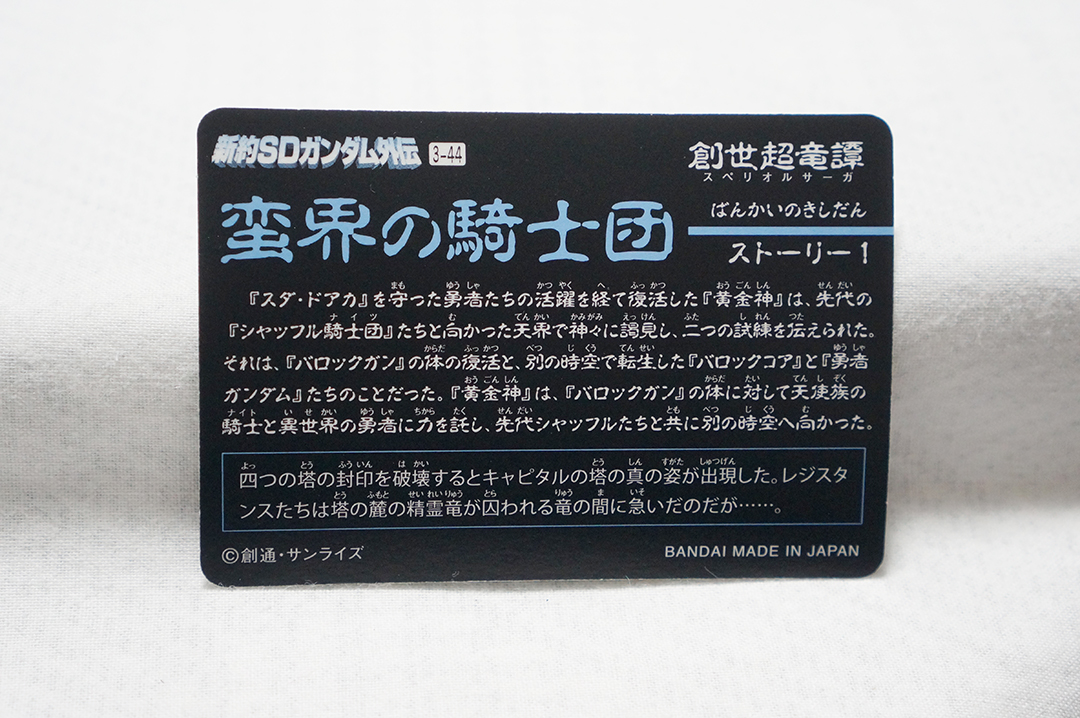 新約SDガンダム外伝 3-44
創世超竜譚
スペリオルサーガ
蛮界の騎士団
ばんかいのきしだん
ストーリー1
『スダ・ドアカ』を守った勇者たちの活躍を経て復活した『黄金神』は、先代の
『シャッフル騎士団』たちと向かった天界で神々に謁見し、二つの試練を伝えられた。
それは、『バロックガン』の体の復活と、別の時空で転生した『バロックコア』と『勇者
ガンダム』たちのことだった。『黄金神』は、『バロックガン』の体に対して天使族の
騎士と異世界の勇者に力を託し、先代シャッフルたちと共に別の時空へ向かった。
四つの塔の封印を破壊するとキャピタルの塔の真の姿が出現した。レジスタ
ンスたちは塔の麓の精霊竜が囚われる竜の間に急いだのだが……。
©創通・サンライズ
BANDAI MADE IN JAPAN